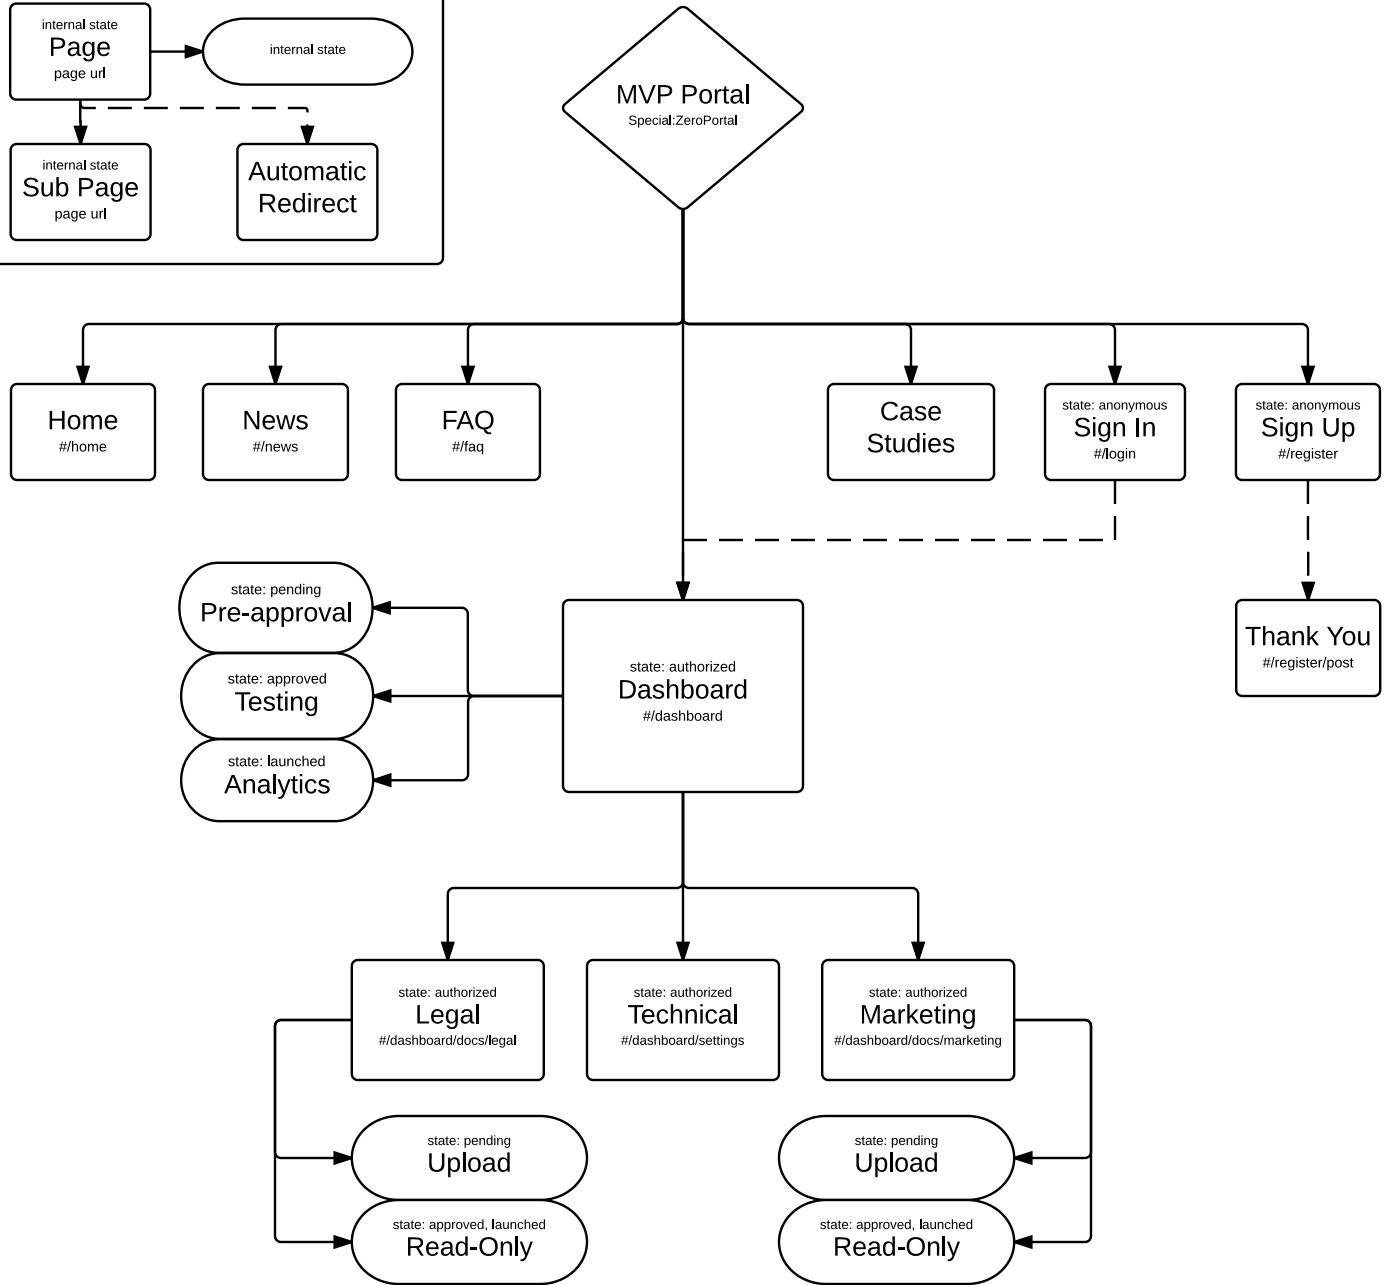 internal state
Page
page url
internal state
internal state
Sub Page
page url
Automatic
Redirect
MVP Portal
Special:ZeroPortal
Home
#/home
News
#/news
FAQ
#/faq
Case
Studies
state: anonymous
Sign In
#/login
state: anonymous
Sign Up
#/register
state: pending
Pre-approval
state: approved
Testing
state: launched
Analytics
state: authorized
Dashboard
#/dashboard
Thank You
#/register/post
state: authorized
Legal
#/dashboard/docs/legal
state: authorized
Technical
#/dashboard/settings
state: authorized
Marketing
#/dashboard/docs/marketing
state: pending
Upload
state: approved, launched
Read-Only
state: pending
Upload
state: approved, launched
Read-Only